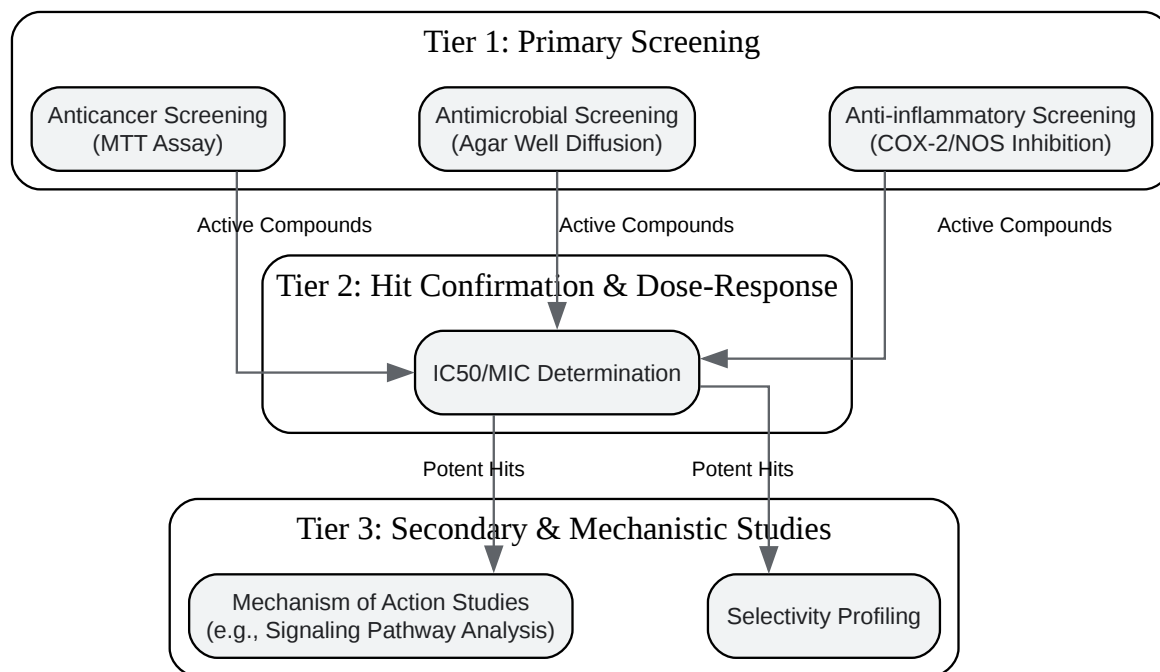 Tier 1: Primary Screening
Anticancer Screening
(MTT Assay)
Antimicrobial Screening
(Agar Well Diffusion)
Anti-inflammatory Screening
(COX-2/NOS Inhibition)
Active Compounds
Active Compounds
Active Compounds
Tier 2: Hit Confirmation & Dose-Response
IC50/MIC Determination
Potent Hits
Potent Hits
Tier 3: Secondary & Mechanistic Studies
Mechanism of Action Studies
(e.g., Signaling Pathway Analysis)
Selectivity Profiling